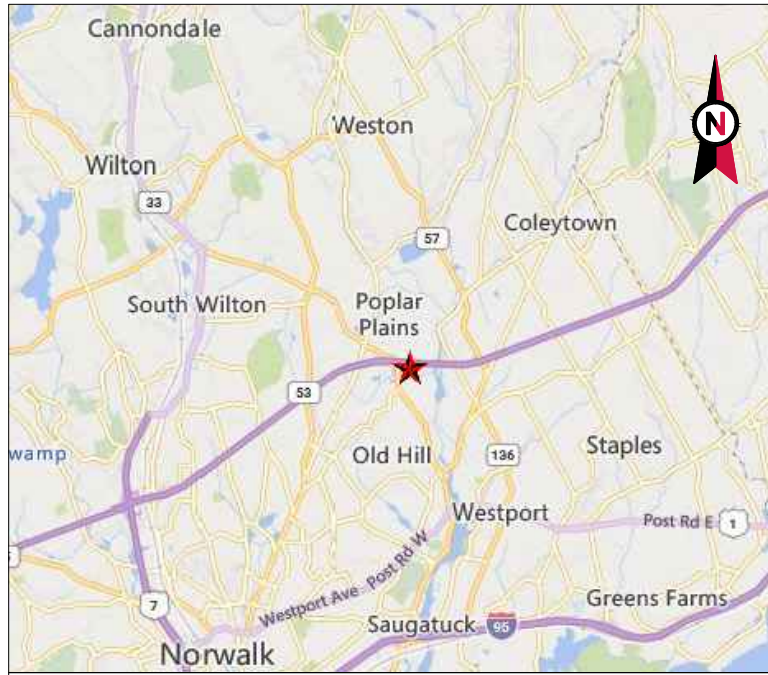 Cannondale
N
Weston
Wilton
33
Coleytown
57
South Wilton
Poplar
Plains
53
Old Hill
Staples
wamp
136
Westport
Post Rd E
1
Westport Ave
Post Rd W
7
Greens Farms
Saugatuck
95
Norwalk